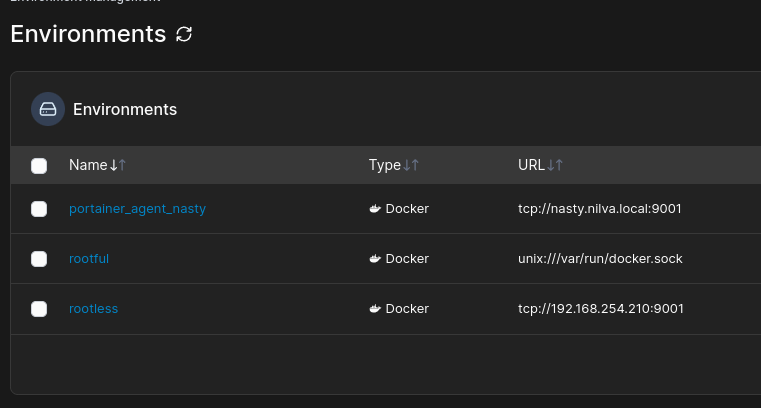 Environment management
Environments
Environments
Name Type URL
portainer_agent_nasty Docker tcp://nasty.nilva.local:9001
rootful Docker unix:///var/run/docker.sock
rootless Docker tcp://192.168.254.210:9001